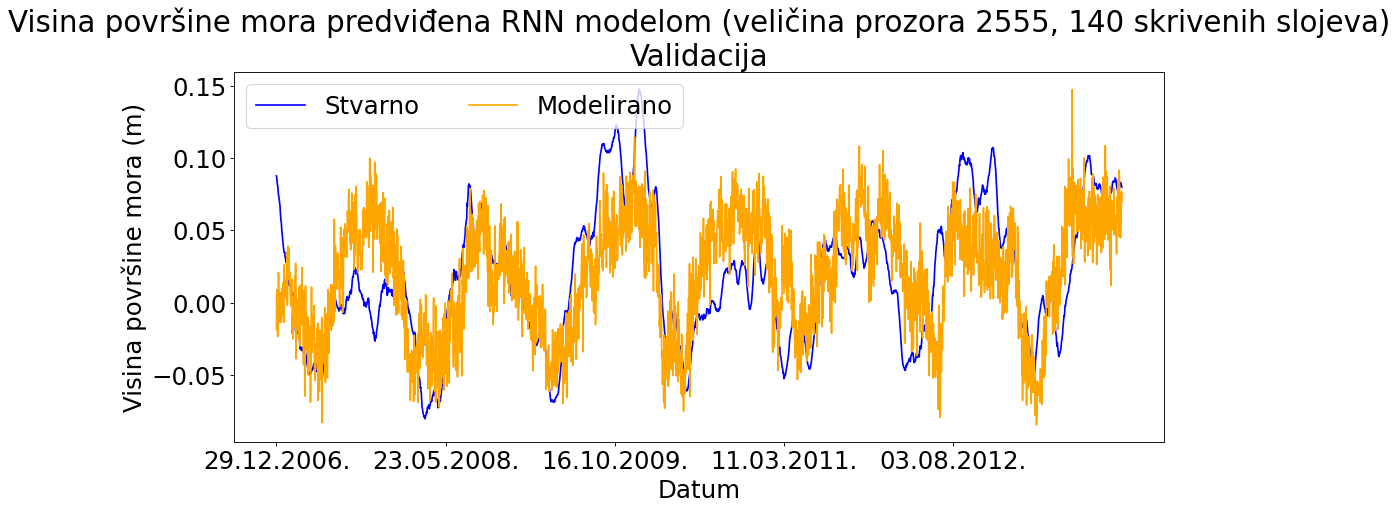 Visina površine mora predviđena RNN modelom (veličina prozora 2555, 140 skrivenih slojeva)
Validacija
Stvarno Modelirano
Visina površine mora (m)
0.15
0.10
0.05
0.00
−0.05
29.12.2006. 23.05.2008. 16.10.2009. 11.03.2011. 03.08.2012.
Datum